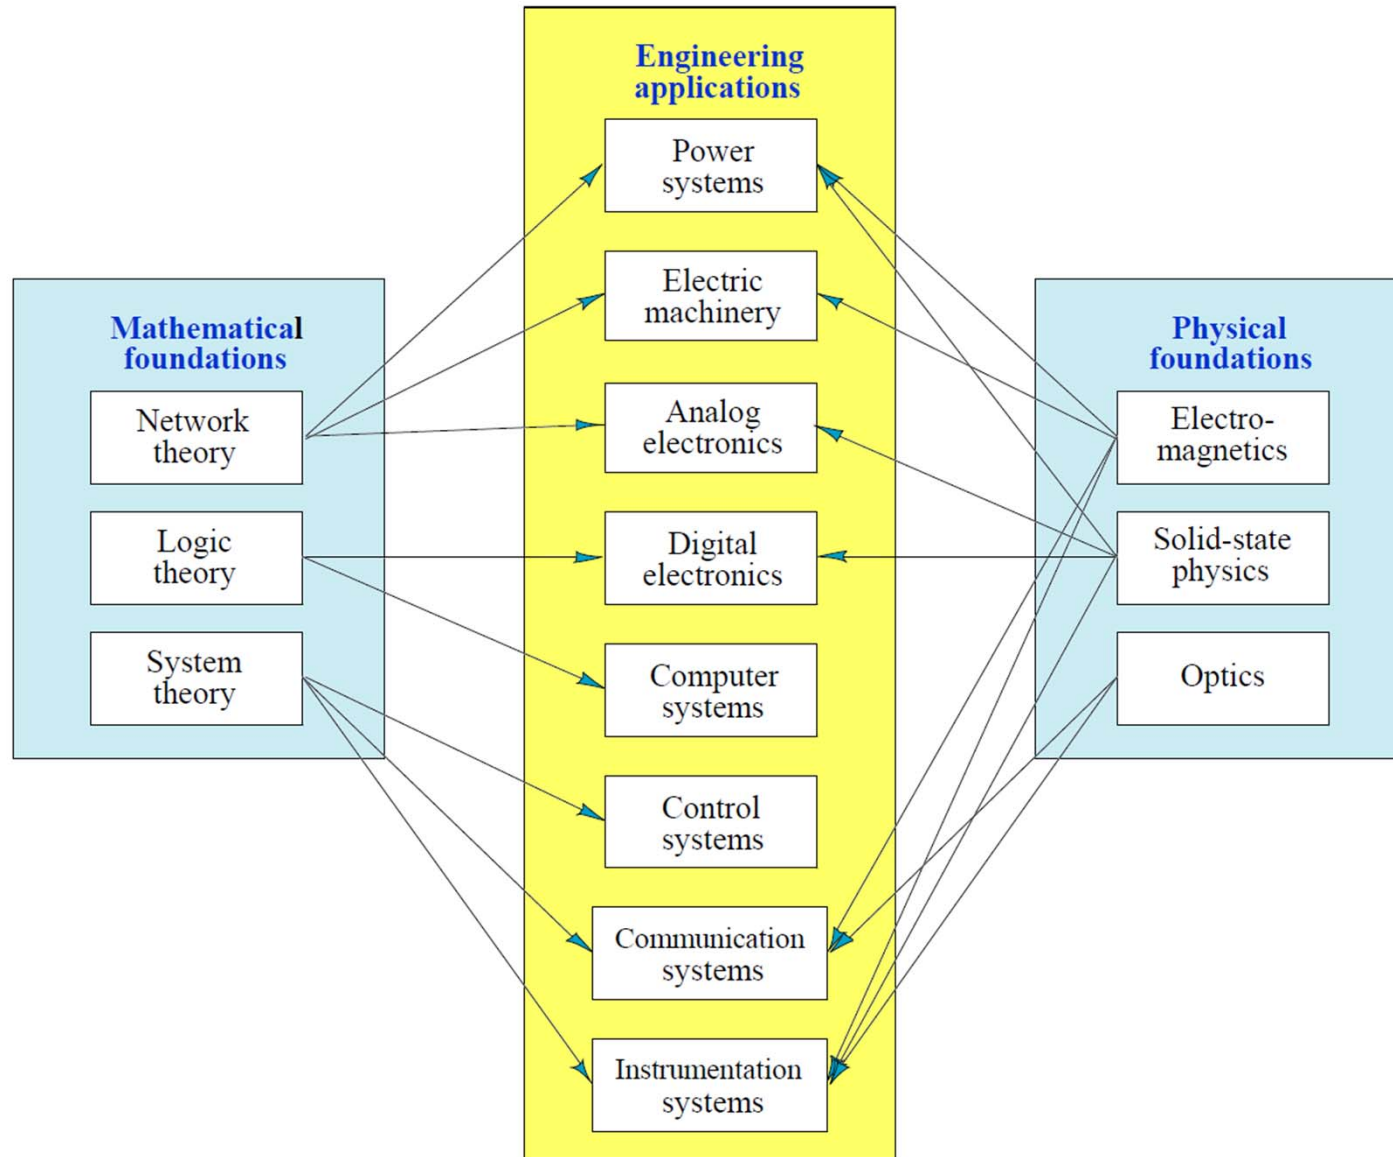 Engineering
applications
Power
systems
Electric
machinery
Analog
electronics
Digital
electronics
Computer
systems
Control
systems
Communication
systems
Instrumentation
systems
Mathematical
foundations
Network
theory
Logic
theory
System
theory
Physical
foundations
Electro-
magnetics
Solid-state
physics
Optics